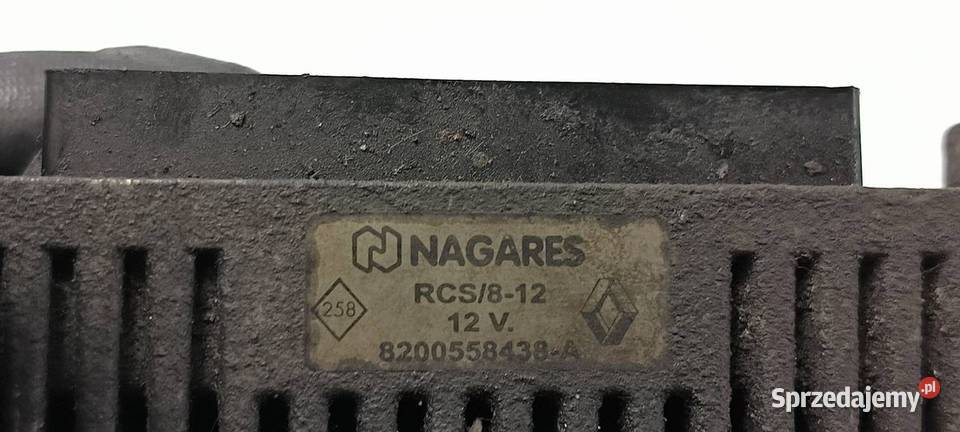 NAGARES
RCS/8-12
258
12 V.
8200558438-A
Sprzedajemy.pl